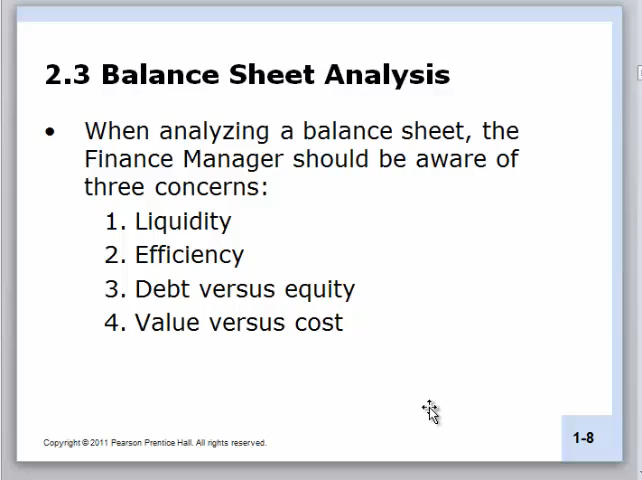 2.3 Balance Sheet Analysis
• When analyzing a balance sheet, the
Finance Manager should be aware of
three concerns:
1. Liquidity
2. Efficiency
3. Debt versus equity
4. Value versus cost
Copyright © 2011 Pearson Prentice Hall. All rights reserved.
1-8